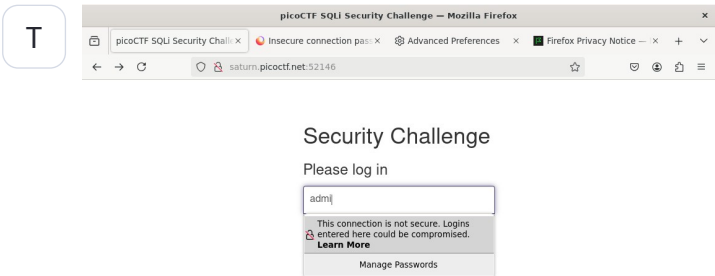 T
picoCTF SQLi Security Challenge — Mozilla Firefox
picoCTF SQLi Security Challe
Insecure connection pass
Advanced Preferences
Firefox Privacy Notice —
saturn.picoctf.net:52146
Security Challenge
Please log in
admi
This connection is not secure. Logins
entered here could be compromised.
Learn More
Manage Passwords